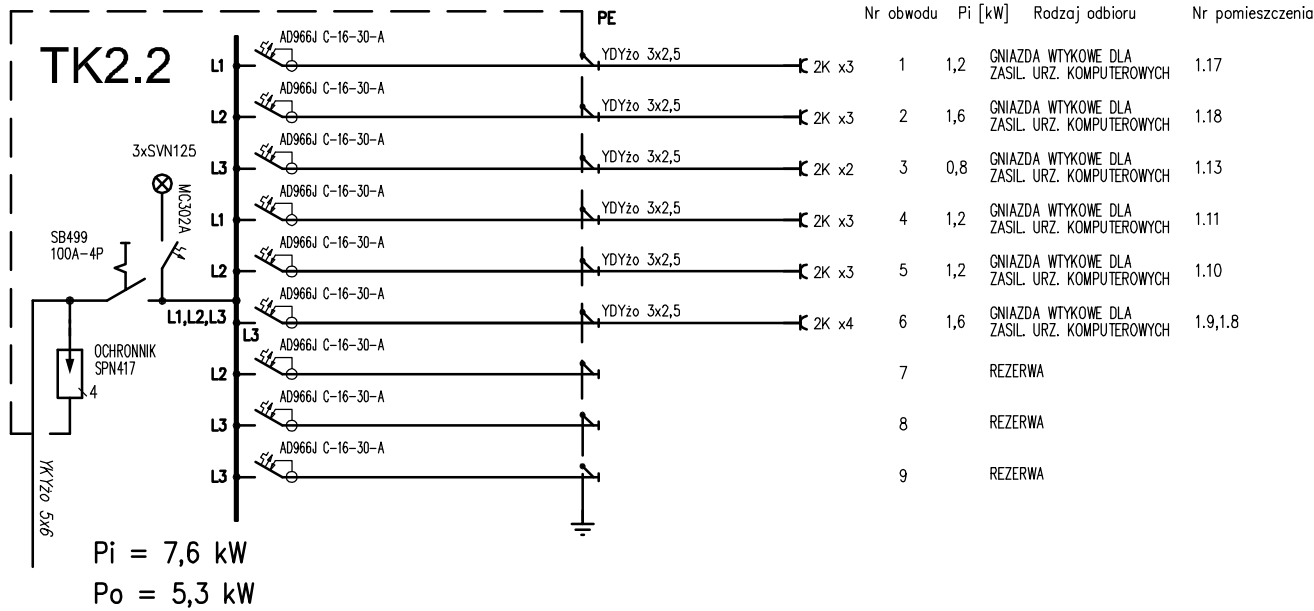 PE
Nr obwodu Pi [kW] Rodzaj odbioru Nr pomieszczenia
TK2.2
L1 AD966J C-16-30-A YDYżo 3x2,5 2K x3 1 1,2 GNIAZDA WTYKOWE DLA
ZASIL. URZ. KOMPUTEROWYCH 1.17
L2 AD966J C-16-30-A YDYżo 3x2,5 2K x3 2 1,6 GNIAZDA WTYKOWE DLA
ZASIL. URZ. KOMPUTEROWYCH 1.18
L3 AD966J C-16-30-A YDYżo 3x2,5 2K x2 3 0,8 GNIAZDA WTYKOWE DLA
ZASIL. URZ. KOMPUTEROWYCH 1.13
L1 AD966J C-16-30-A YDYżo 3x2,5 2K x3 4 1,2 GNIAZDA WTYKOWE DLA
ZASIL. URZ. KOMPUTEROWYCH 1.11
L2 AD966J C-16-30-A YDYżo 3x2,5 2K x3 5 1,2 GNIAZDA WTYKOWE DLA
ZASIL. URZ. KOMPUTEROWYCH 1.10
L3 AD966J C-16-30-A YDYżo 3x2,5 2K x4 6 1,6 GNIAZDA WTYKOWE DLA
ZASIL. URZ. KOMPUTEROWYCH 1.9,1.8
L2 AD966J C-16-30-A 7 REZERWA
L3 AD966J C-16-30-A 8 REZERWA
L3 AD966J C-16-30-A 9 REZERWA
3xSVN125
MC302A
SB499
100A-4P
L1,L2,L3
OCHRONNIK
SPN417
4
YKYżo 5x6
Pi = 7,6 kW
Po = 5,3 kW